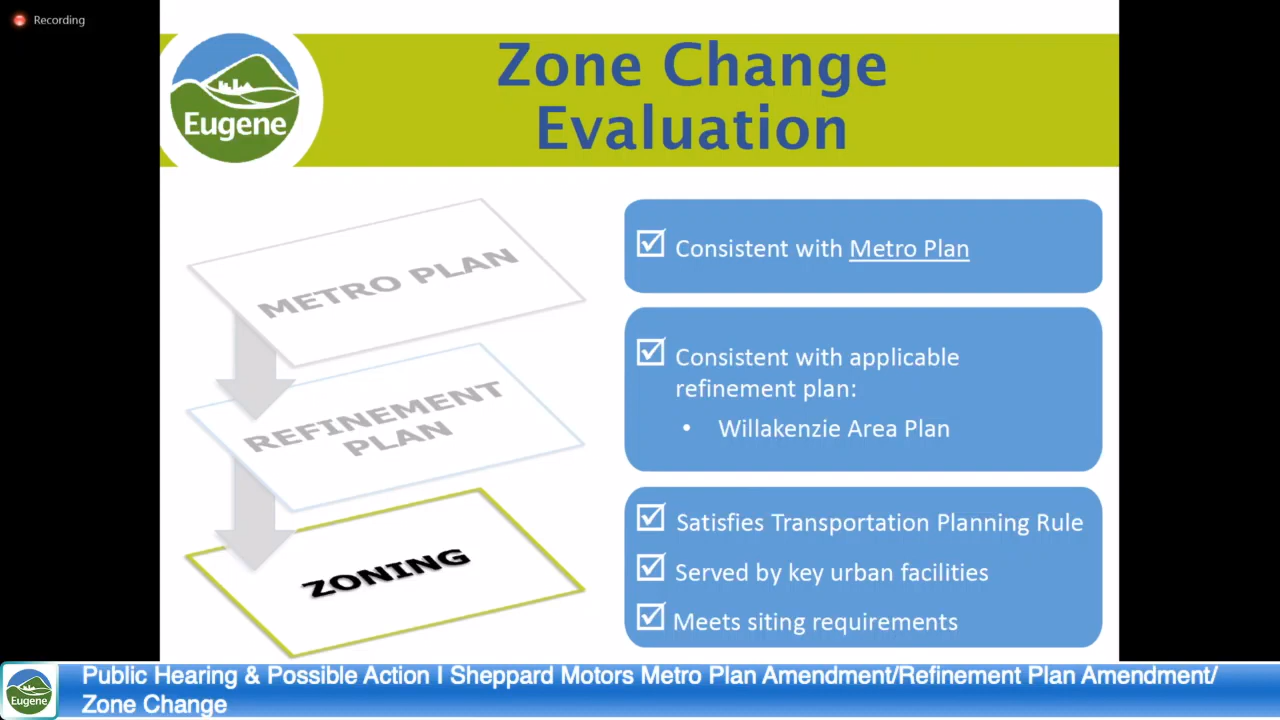 Recording
Eugene
Zone Change
Evaluation
METRO PLAN
☑ Consistent with Metro Plan
REFINEMENT
PLAN
☑ Consistent with applicable
refinement plan:
• Willakenzie Area Plan
ZONING
☑ Satisfies Transportation Planning Rule
☑ Served by key urban facilities
☑ Meets siting requirements
Eugene
Public Hearing & Possible Action I Sheppard Motors Metro Plan Amendment/Refinement Plan Amendment/
Zone Change